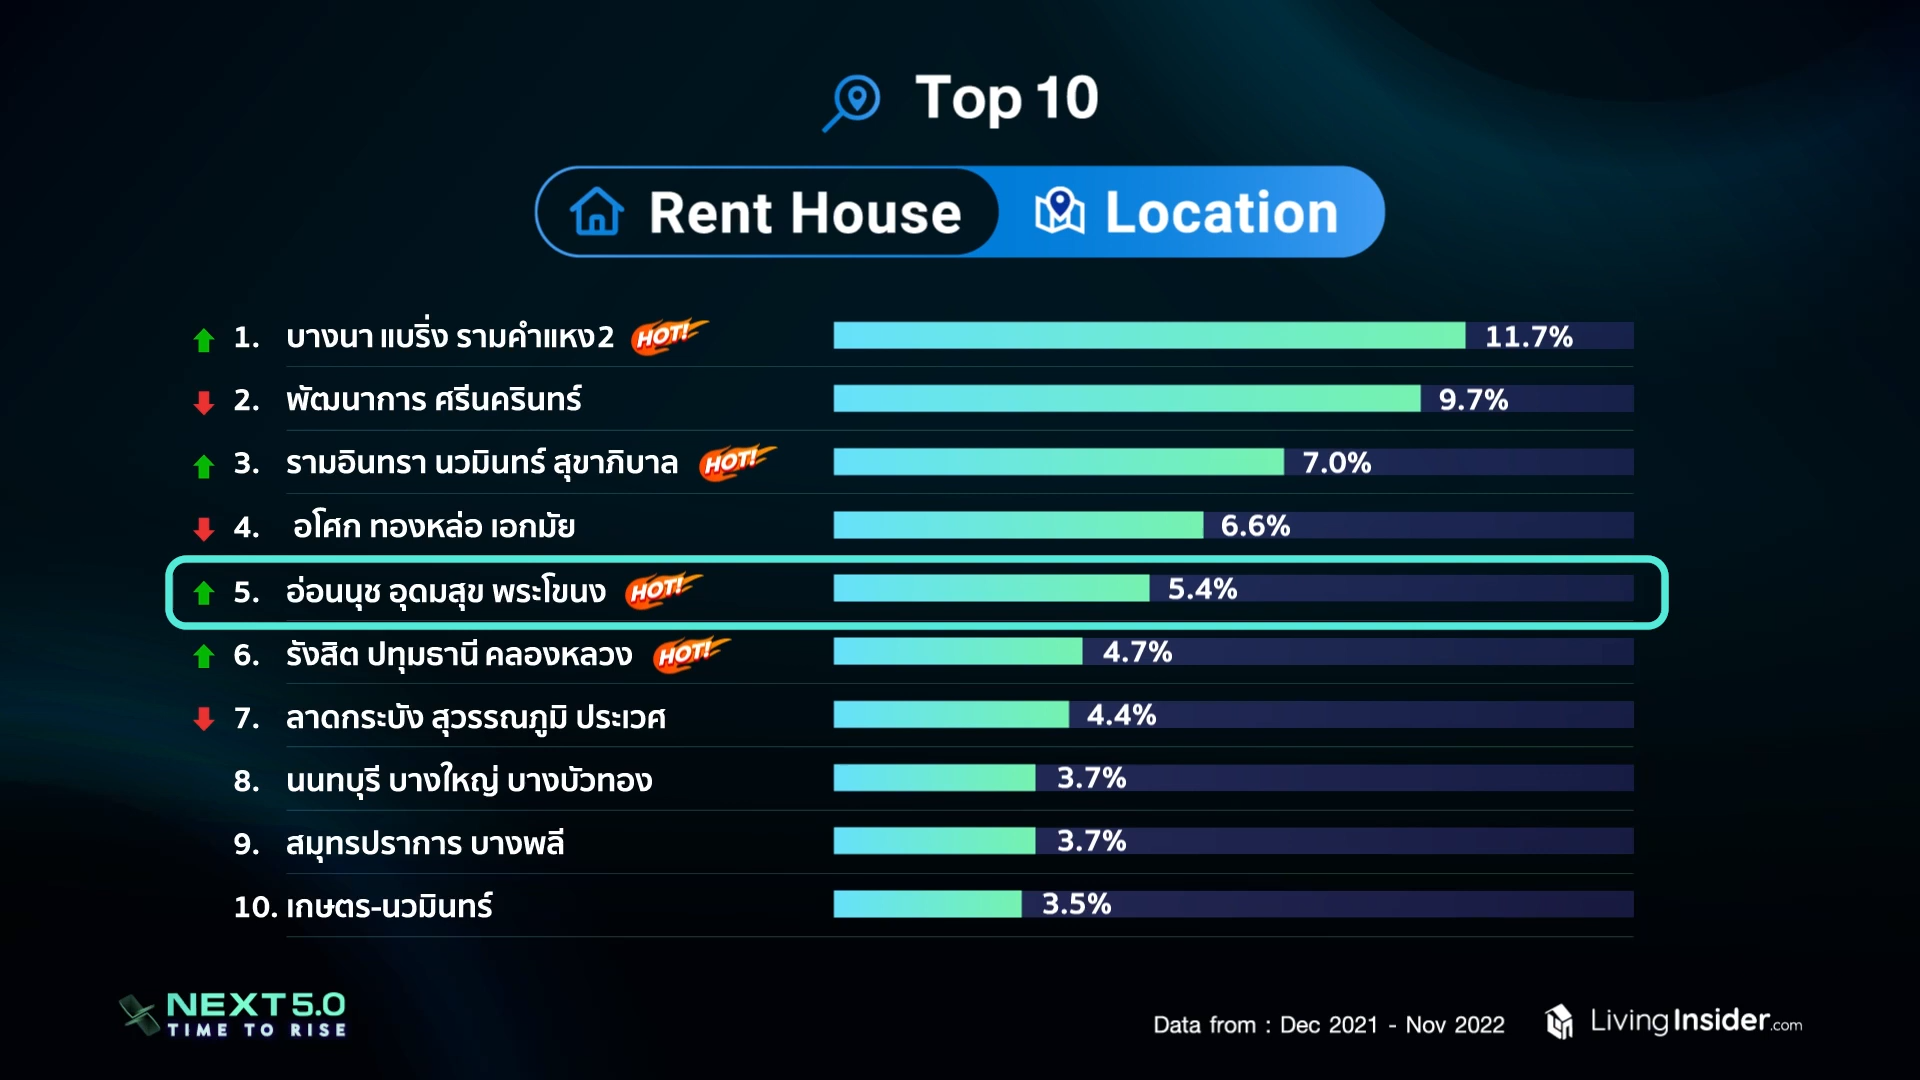 Top 10
Rent House Location
1. บางนา แบริ่ง รามคำแหง2 HOT! 11.7%
2. พัฒนาการ ศรีนครินทร์ 9.7%
3. รามอินทรา นวมินทร์ สุขาภิบาล HOT! 7.0%
4. อโศก ทองหล่อ เอกมัย 6.6%
5. อ่อนนุช อุดมสุข พระโขนง HOT! 5.4%
6. รังสิต ปทุมธานี คลองหลวง HOT! 4.7%
7. ลาดกระบัง สุวรรณภูมิ ประเวศ 4.4%
8. นนทบุรี บางใหญ่ บางบัวทอง 3.7%
9. สมุทรปราการ บางพลี 3.7%
10. เกษตร-นวมินทร์ 3.5%
NEXT 5.0
TIME TO RISE
Data from : Dec 2021 - Nov 2022
LivingInsider.com